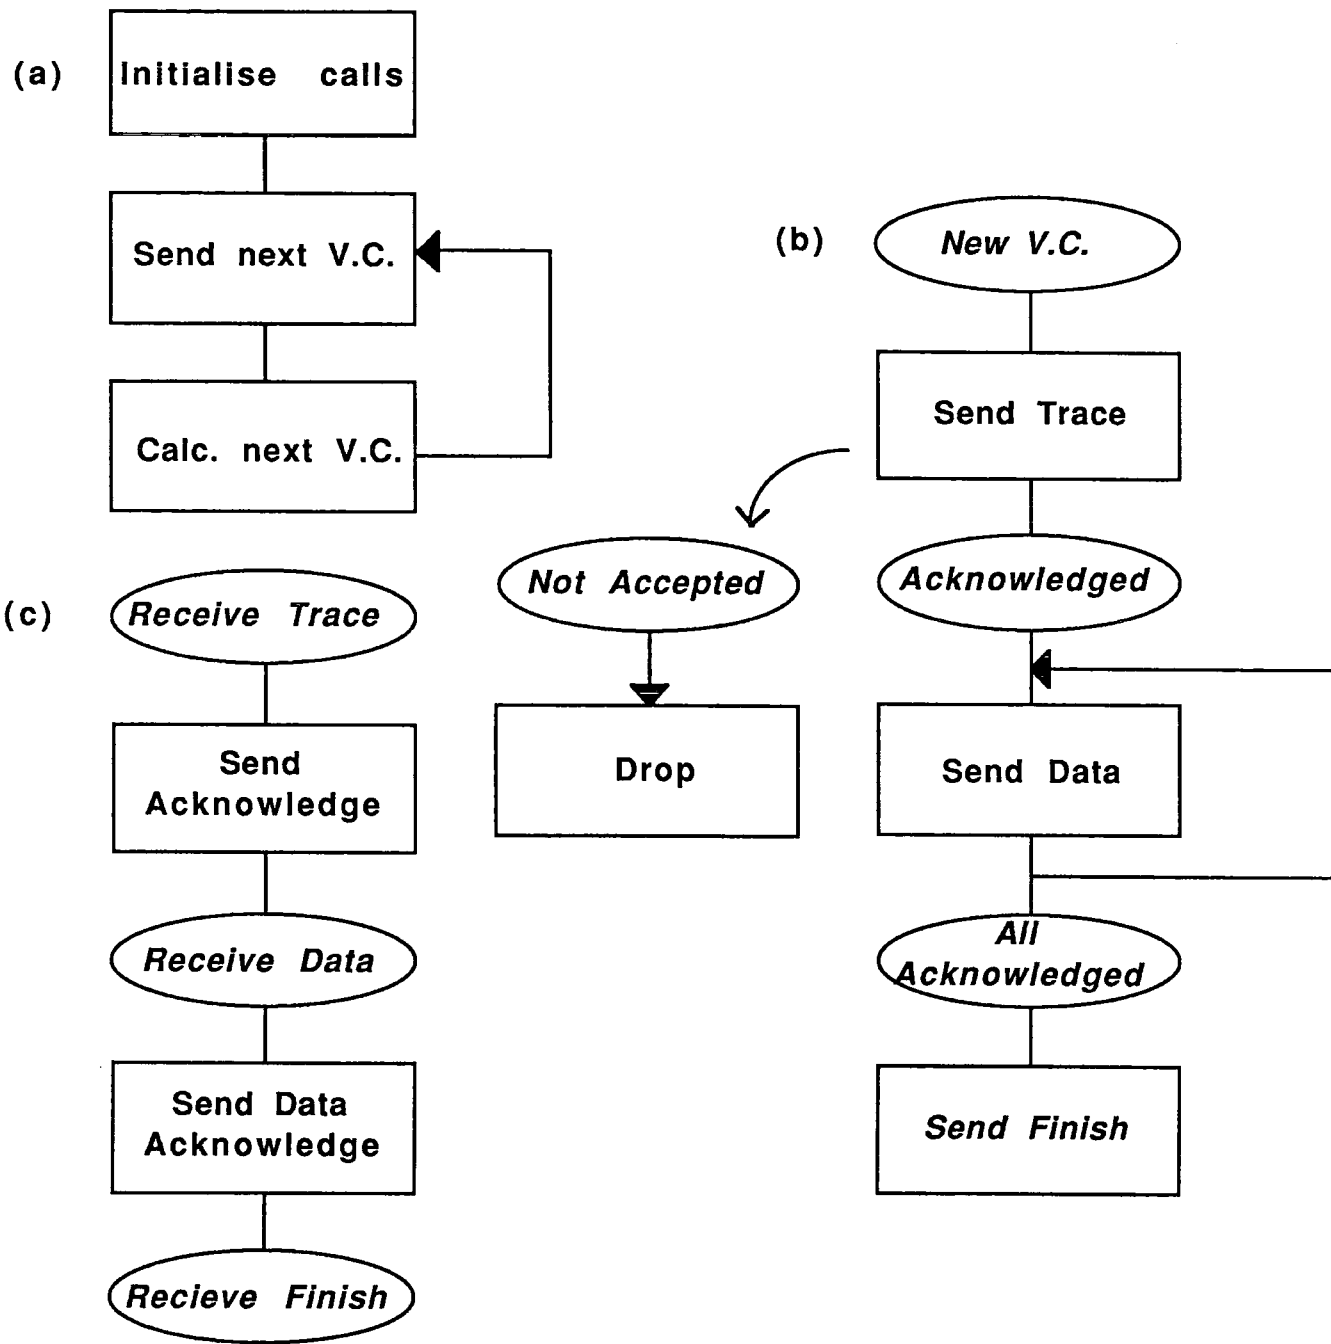 (a)
Initialise calls
Send next V.C.
Calc. next V.C.
(b)
New V.C.
Send Trace
Not Accepted
Acknowledged
Drop
Send Data
All
Acknowledged
Send Finish
(c)
Receive Trace
Send
Acknowledge
Receive Data
Send Data
Acknowledge
Recieve Finish